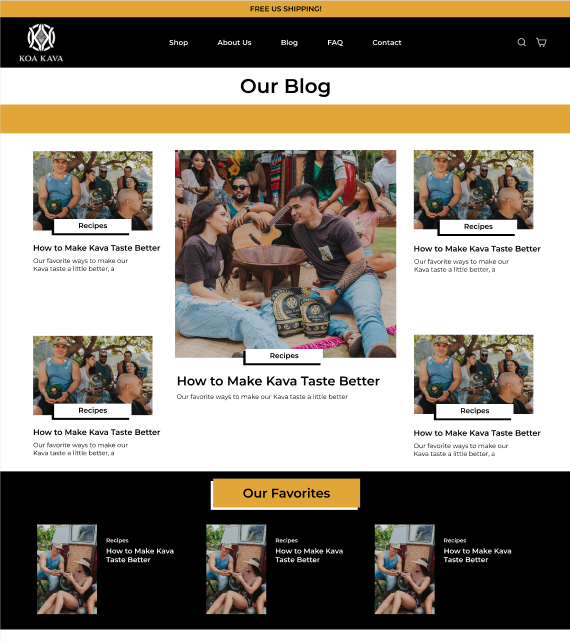 FREE US SHIPPING!
KOA KAVA
Shop
About Us
Blog
FAQ
Contact
Our Blog
Recipes
How to Make Kava Taste Better
Our favorite ways to make our
Kava taste a little better, a
Recipes
How to Make Kava Taste Better
Our favorite ways to make our
Kava taste a little better, a
Recipes
How to Make Kava Taste Better
Our favorite ways to make our Kava taste a little better
Recipes
How to Make Kava Taste Better
Our favorite ways to make our
Kava taste a little better, a
Recipes
How to Make Kava Taste Better
Our favorite ways to make our
Kava taste a little better, a
Our Favorites
Recipes
How to Make Kava
Taste Better
Recipes
How to Make Kava
Taste Better
Recipes
How to Make Kava
Taste Better